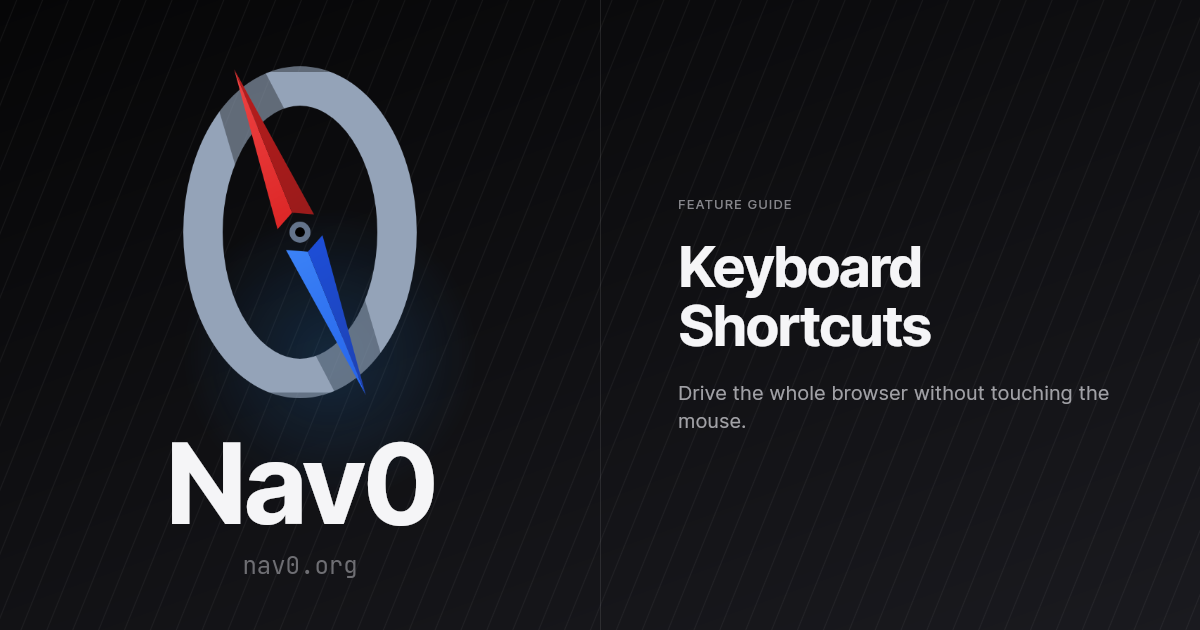 Nav0
nav0.org
FEATURE GUIDE
Keyboard
Shortcuts
Drive the whole browser without touching the
mouse.